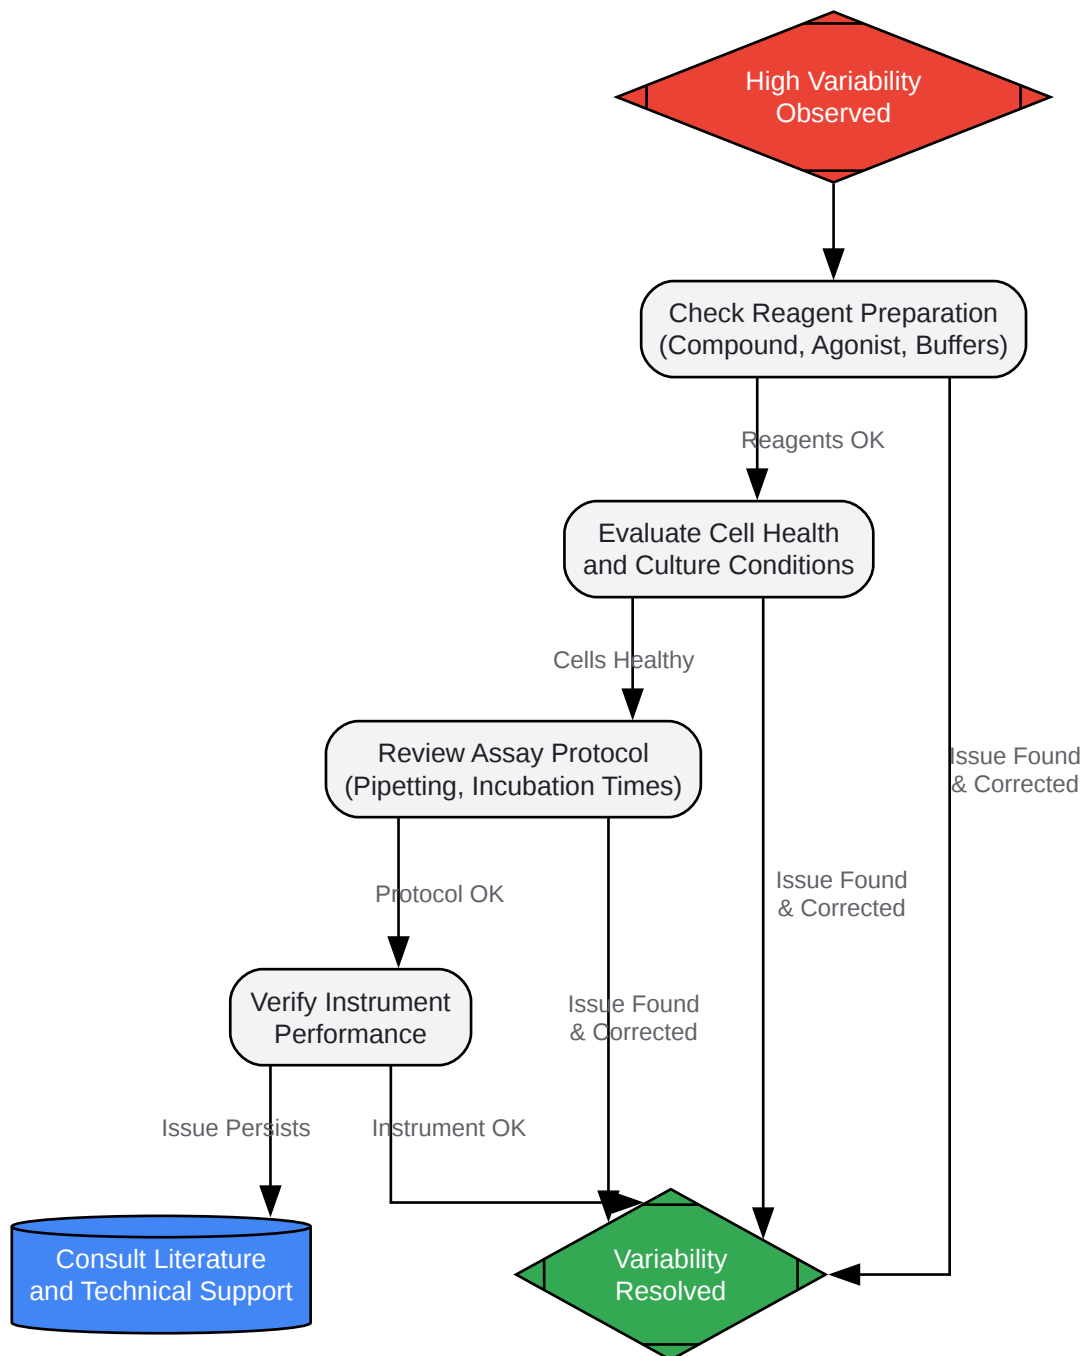 High Variability
Observed
Check Reagent Preparation
(Compound, Agonist, Buffers)
Reagents OK
Evaluate Cell Health
and Culture Conditions
Cells Healthy
Review Assay Protocol
(Pipetting, Incubation Times)
Issue Found
& Corrected
Issue Found
& Corrected
Protocol OK
Verify Instrument
Performance
Issue Found
& Corrected
Issue Persists
Instrument OK
Consult Literature
and Technical Support
Variability
Resolved